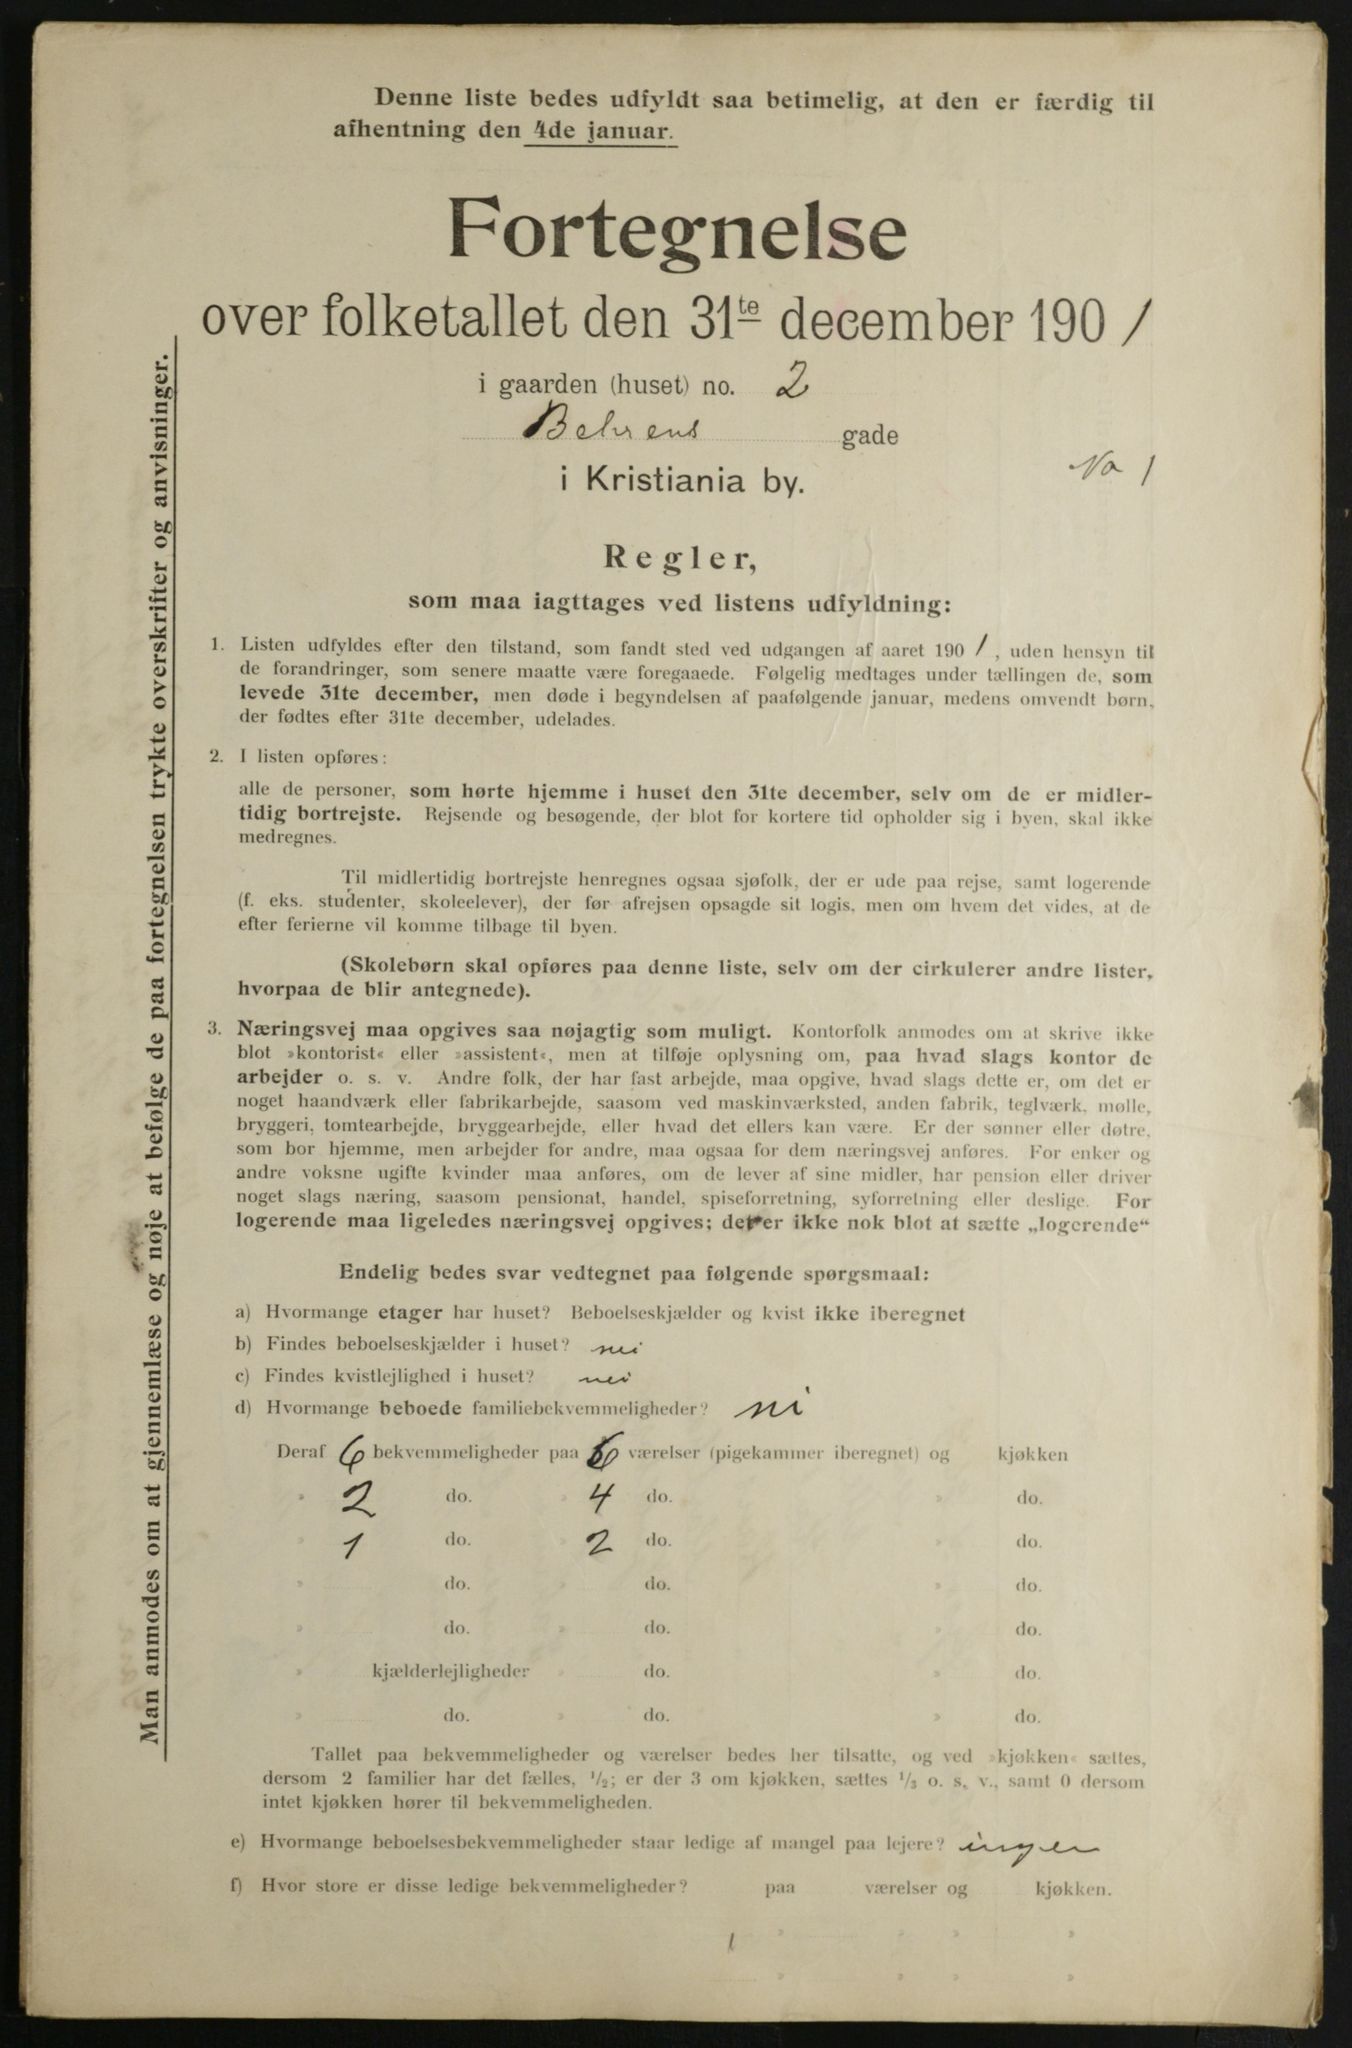 Denne liste bedes udfyldt saa betimelig, at den er færdig til
afhentning den 4de januar.
Fortegnelse
over folketallet den 31te december 1901
i gaarden (huset) no. 2
Behrens gade
i Kristiania by.
No 1
Regler,
som maa iagttages ved listens udfyldning:
1. Listen udfyldes efter den tilstand, som fandt sted ved udgangen af aaret 1901, uden hensyn til
de forandringer, som senere maatte være foregaaede. Følgelig medtages under tællingen de, som
levede 31te december, men døde i begyndelsen af paafølgende januar, medens omvendt børn,
der fødtes efter 31te december, udelades.
2. I listen opføres:
alle de personer, som hørte hjemme i huset den 31te december, selv om de er midler-
tidig bortrejste. Rejsende og besøgende, der blot for kortere tid opholder sig i byen, skal ikke
medregnes.
Til midlertidig bortrejste henregnes ogsaa sjøfolk, der er ude paa rejse, samt logerende
(f. eks. studenter, skoleelever), der før afrejsen opsagde sit logis, men om hvem det vides, at de
efter ferierne vil komme tilbage til byen.
(Skolebørn skal opføres paa denne liste, selv om der cirkulerer andre lister,
hvorpaa de blir antegnede).
3. Næringsvej maa opgives saa nøjagtig som muligt. Kontorfolk anmodes om at skrive ikke
blot »kontorist« eller »assistent«, men at tilføje oplysning om, paa hvad slags kontor de
arbejder o. s. v. Andre folk, der har fast arbejde, maa opgive, hvad slags dette er, om det er
noget haandværk eller fabrikarbejde, saasom ved maskinværksted, anden fabrik, teglværk, mølle,
bryggeri, tomtearbejde, bryggearbejde, eller hvad det ellers kan være. Er der sønner eller døtre,
som bor hjemme, men arbejder for andre, maa ogsaa for dem næringsvej anføres. For enker og
andre voksne ugifte kvinder maa anføres, om de lever af sine midler, har pension eller driver
noget slags næring, saasom pensionat, handel, spiseforretning, syforretning eller deslige. For
logerende maa ligeledes næringsvej opgives; det er ikke nok blot at sætte „logerende“
Endelig bedes svar vedtegnet paa følgende spørgsmaal:
a) Hvormange etager har huset? Beboelseskjælder og kvist ikke iberegnet
b) Findes beboelseskjælder i huset? nei
c) Findes kvistlejlighed i huset? nei
d) Hvormange beboede familiebekvemmeligheder? ni
Deraf 6 bekvemmeligheder paa 6 værelser (pigekammer iberegnet) og kjøkken
» 2 do. » 4 do. » do.
» 1 do. » 2 do. » do.
» do. » do. » do.
» do. » do. » do.
» kjælderlejligheder » do. » do.
» do. » do. » do.
Tallet paa bekvemmeligheder og værelser bedes her tilsatte, og ved »kjøkken« sættes,
dersom 2 familier har det fælles, 1/2; er der 3 om kjøkken, sættes 1/3 o. s. v., samt 0 dersom
intet kjøkken hører til bekvemmeligheden.
e) Hvormange beboelsesbekvemmeligheder staar ledige af mangel paa lejere? ingen
f) Hvor store er disse ledige bekvemmeligheder? paa værelser og kjøkken.
» » »
» » »
Man anmodes om at gjennemlæse og nøje at befølge de paa fortegnelsen trykte overskrifter og anvisninger.